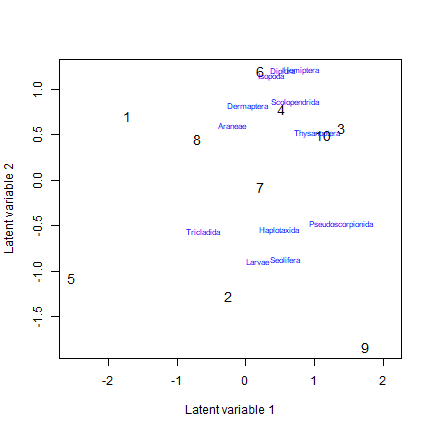 6
Diplura
Hemiptera
Isopoda
1.0
Dermaptera
Scolopendrida
4
1
Araneae
3
0.5
8
Thysanoptera
10
0.0
7
Latent variable 2
-0.5
Tricladida
Haplotaxida
Pseudoscorpionida
-1.0
5
Larvae
Seolifera
2
-1.5
9
-2
-1
0
1
2
Latent variable 1